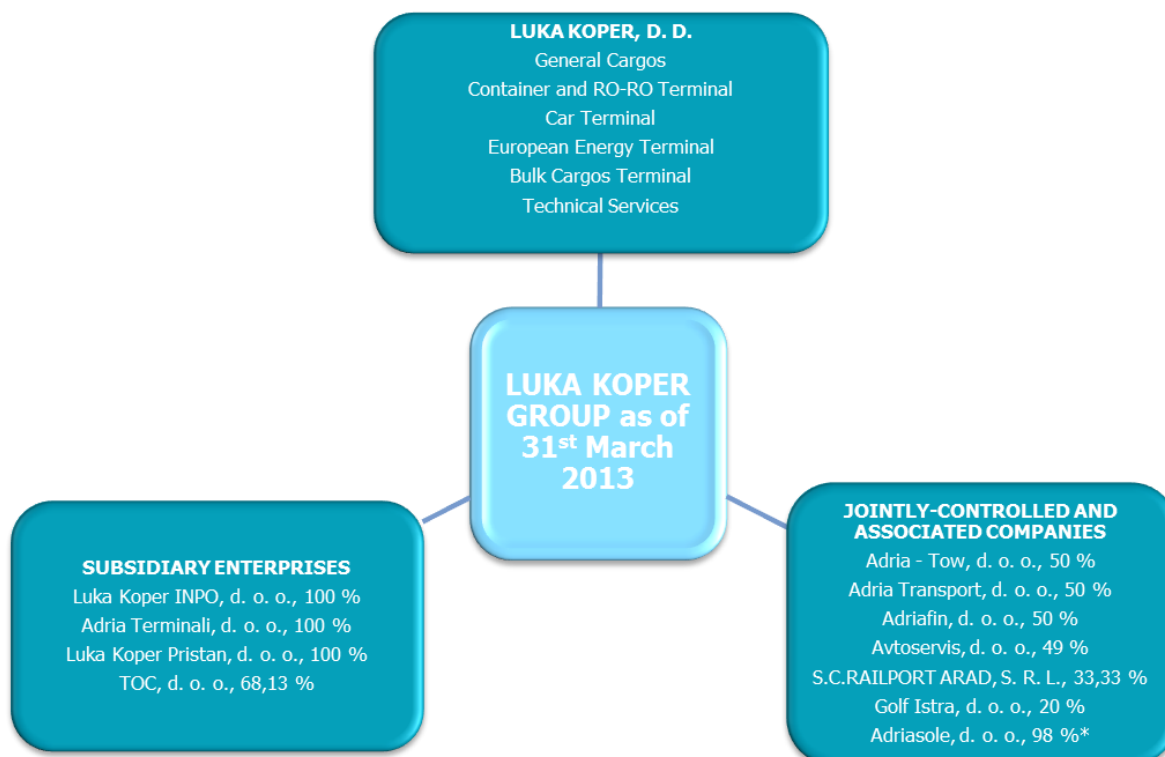 LUKA KOPER, D. D.
General Cargos
Container and RO-RO Terminal
Car Terminal
European Energy Terminal
Bulk Cargos Terminal
Technical Services
LUKA KOPER
GROUP as of
31st March
2013
SUBSIDIARY ENTERPRISES
Luka Koper INPO, d. o. o., 100 %
Adria Terminali, d. o. o., 100 %
Luka Koper Pristan, d. o. o., 100 %
TOC, d. o. o., 68,13 %
JOINTLY-CONTROLLED AND
ASSOCIATED COMPANIES
Adria - Tow, d. o. o., 50 %
Adria Transport, d. o. o., 50 %
Adriafin, d. o. o., 50 %
Avtoservis, d. o. o., 49 %
S.C.RAILPORT ARAD, S. R. L., 33,33 %
Golf Istra, d. o. o., 20 %
Adriasole, d. o. o., 98 %*